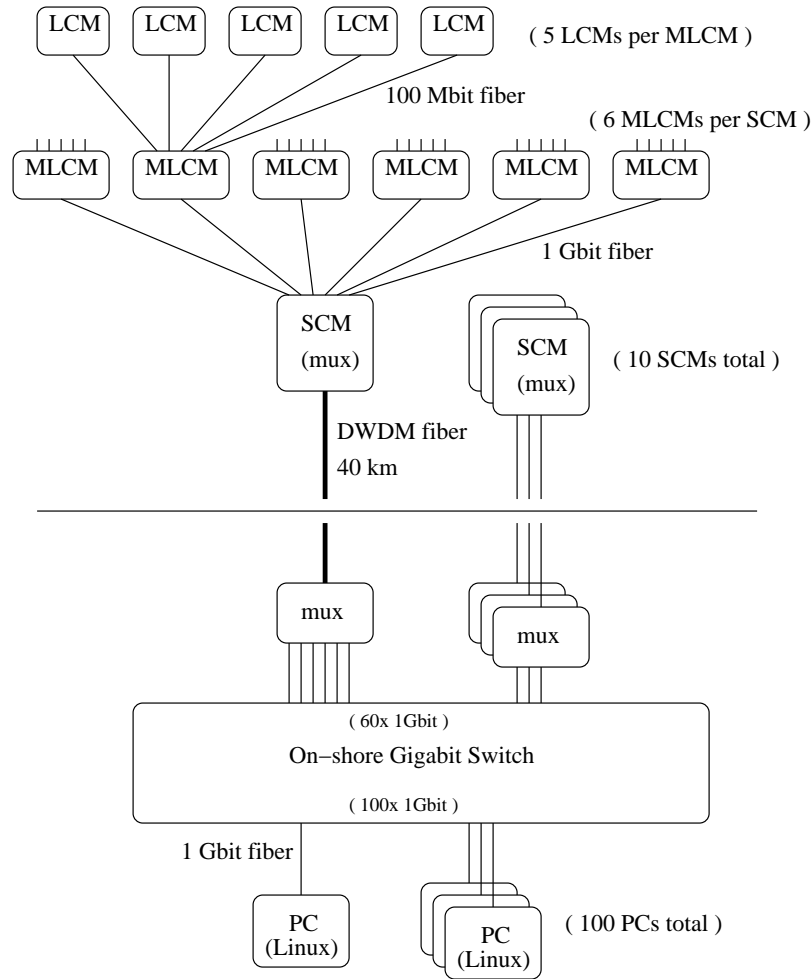 LCM LCM LCM LCM LCM ( 5 LCMs per MLCM )
100 Mbit fiber
( 6 MLCMs per SCM )
MLCM MLCM MLCM MLCM MLCM MLCM
1 Gbit fiber
SCM
(mux)
SCM
(mux)
( 10 SCMs total )
DWDM fiber
40 km
mux
mux
( 60x 1Gbit )
On−shore Gigabit Switch
( 100x 1Gbit )
1 Gbit fiber
PC
(Linux)
PC
(Linux)
( 100 PCs total )